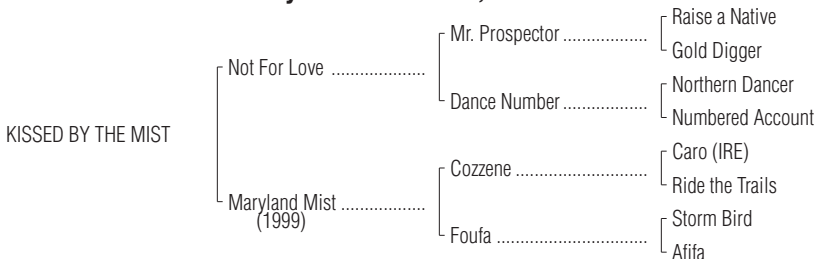 Raise a Native
Mr. Prospector ....................
Gold Digger
Not For Love .....................
Northern Dancer
Dance Number ....................
Numbered Account
KISSED BY THE MIST
Caro (IRE)
Cozzene ................................
Ride the Trails
Maryland Mist ....................
(1999)
Storm Bird
Foufa ....................................
Afifa